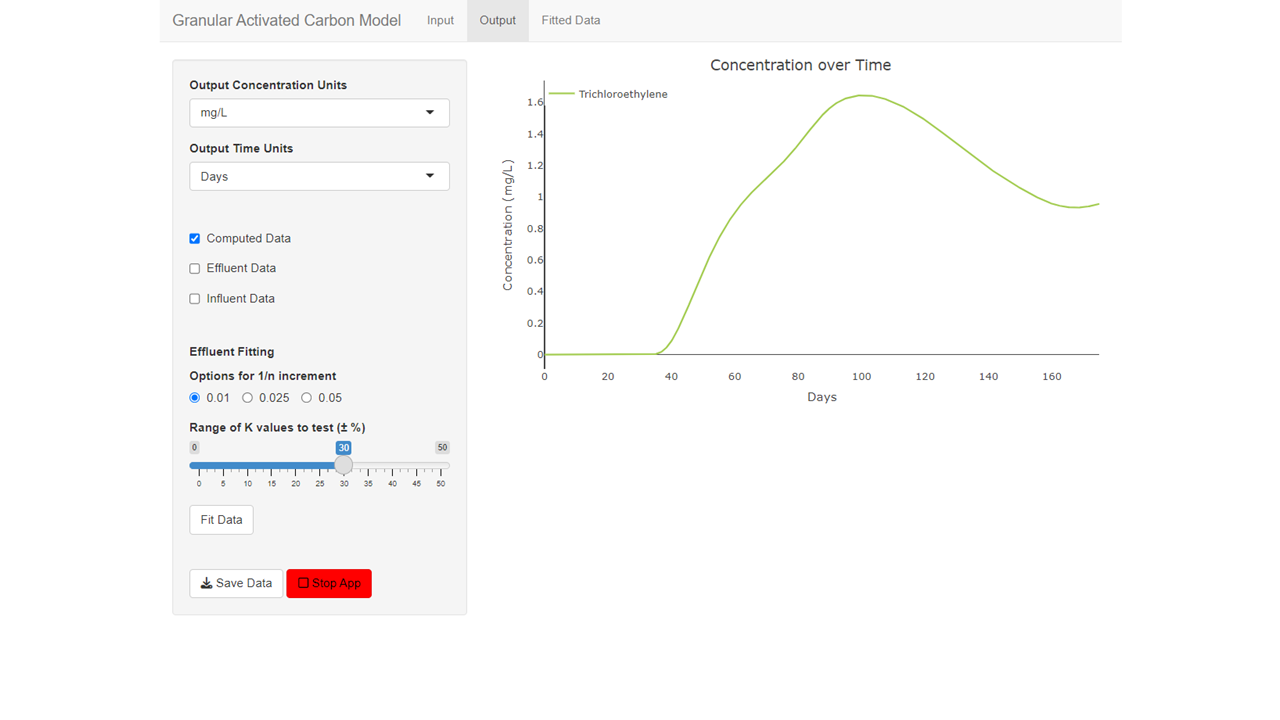 Granular Activated Carbon Model Input Output Fitted Data
Output Concentration Units
mg/L
Output Time Units
Days
Computed Data
Effluent Data
Influent Data
Effluent Fitting
Options for 1/n increment
0.01 0.025 0.05
Range of K values to test (± %)
0 30 50
0 5 10 15 20 25 30 35 40 45 50
Fit Data
Save Data Stop App
Concentration over Time
Trichloroethylene
Concentration (mg/L)
1.6
1.4
1.2
1
0.8
0.6
0.4
0.2
0
0 20 40 60 80 100 120 140 160
Days